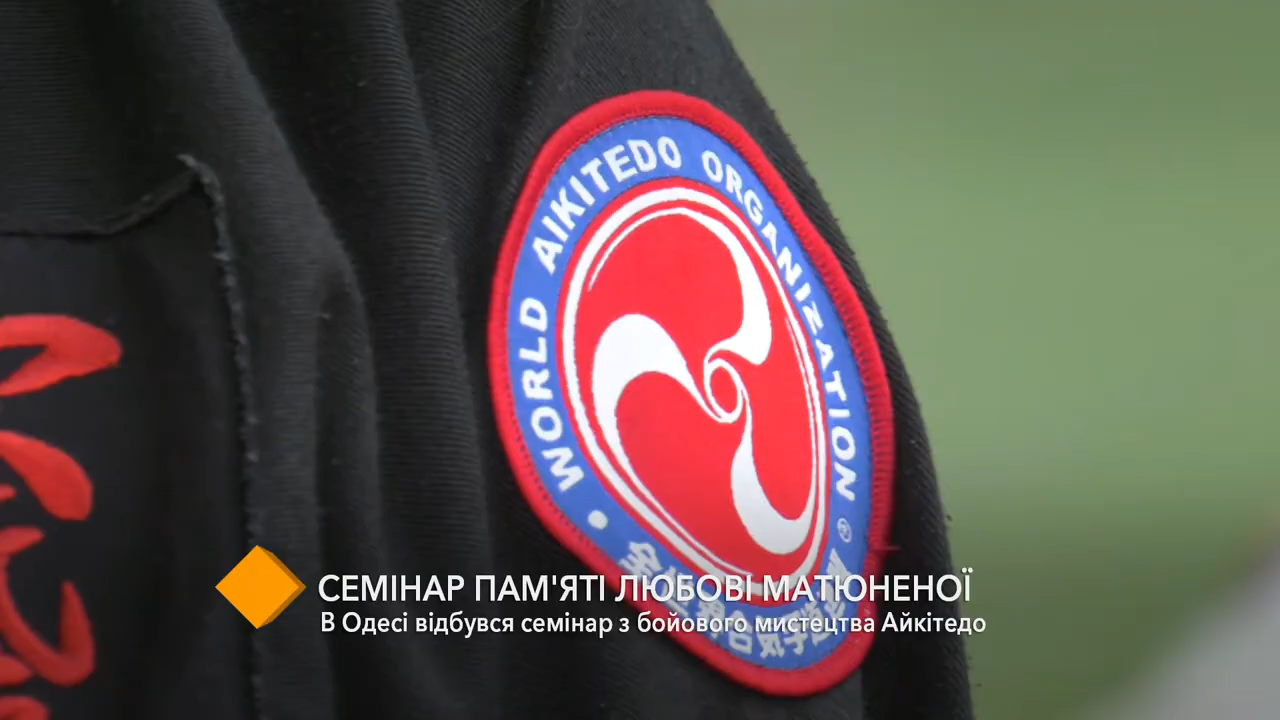 WORLD AIKITEDO ORGANIZATION ®
СЕМІНАР ПАМ'ЯТІ ЛЮБОВІ МАТЮНЕНОЇ
В Одесі відбувся семінар з бойового мистецтва Айкітедо